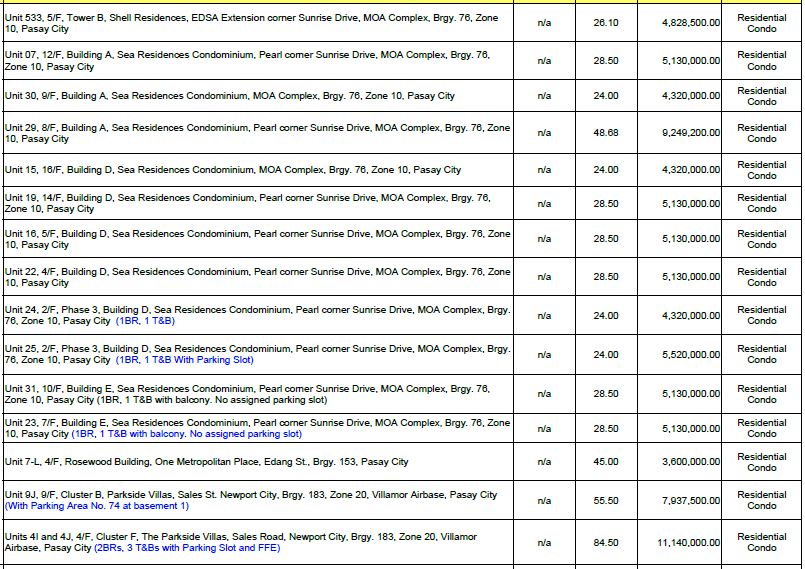 Unit 533, 5/F, Tower B, Shell Residences, EDSA Extension corner Sunrise Drive, MOA Complex, Brgy. 76, Zone
10, Pasay City
n/a
26.10
4,828,500.00
Residential
Condo
Unit 07, 12/F, Building A, Sea Residences Condominium, Pearl corner Sunrise Drive, MOA Complex, Brgy. 76,
Zone 10, Pasay City
n/a
28.50
5,130,000.00
Residential
Condo
Unit 30, 9/F, Building A, Sea Residences Condominium, MOA Complex, Brgy. 76, Zone 10, Pasay City
n/a
24.00
4,320,000.00
Residential
Condo
Unit 29, 8/F, Building A, Sea Residences Condominium, Pearl corner Sunrise Drive, MOA Complex, Brgy. 76, Zone
10, Pasay City
n/a
48.68
9,249,200.00
Residential
Condo
Unit 15, 16/F, Building D, Sea Residences Condominium, MOA Complex, Brgy. 76, Zone 10, Pasay City
n/a
24.00
4,320,000.00
Residential
Condo
Unit 19, 14/F, Building D, Sea Residences Condominium, Pearl corner Sunrise Drive, MOA Complex, Brgy. 76,
Zone 10, Pasay City
n/a
28.50
5,130,000.00
Residential
Condo
Unit 16, 5/F, Building D, Sea Residences Condominium, Pearl corner Sunrise Drive, MOA Complex, Brgy. 76, Zone
10, Pasay City
n/a
28.50
5,130,000.00
Residential
Condo
Unit 22, 4/F, Building D, Sea Residences Condominium, Pearl corner Sunrise Drive, MOA Complex, Brgy. 76, Zone
10, Pasay City
n/a
28.50
5,130,000.00
Residential
Condo
Unit 24, 2/F, Phase 3, Building D, Sea Residences Condominium, Pearl corner Sunrise Drive, MOA Complex, Brgy.
76, Zone 10, Pasay City (1BR, 1 T&B)
n/a
24.00
4,320,000.00
Residential
Condo
Unit 25, 2/F, Phase 3, Building D, Sea Residences Condominium, Pearl corner Sunrise Drive, MOA Complex, Brgy.
76, Zone 10, Pasay City (1BR, 1 T&B With Parking Slot)
n/a
24.00
5,520,000.00
Residential
Condo
Unit 31, 10/F, Building E, Sea Residences Condominium, Pearl corner Sunrise Drive, MOA Complex, Brgy. 76,
Zone 10, Pasay City (1BR, 1 T&B with balcony. No assigned parking slot)
n/a
28.50
5,130,000.00
Residential
Condo
Unit 23, 7/F, Building E, Sea Residences Condominium, Pearl corner Sunrise Drive, MOA Complex, Brgy. 76, Zone
10, Pasay City (1BR, 1 T&B with balcony. No assigned parking slot)
n/a
28.50
5,130,000.00
Residential
Condo
Unit 7-L, 4/F, Rosewood Building, One Metropolitan Place, Edang St., Brgy. 153, Pasay City
n/a
45.00
3,600,000.00
Residential
Condo
Unit 9J, 9/F, Cluster B, Parkside Villas, Sales St. Newport City, Brgy. 183, Zone 20, Villamor Airbase, Pasay City
(With Parking Area No. 74 at basement 1)
n/a
55.50
7,937,500.00
Residential
Condo
Units 4I and 4J, 4/F, Cluster F, The Parkside Villas, Sales Road, Newport City, Brgy. 183, Zone 20, Villamor
Airbase, Pasay City (2BRs, 3 T&Bs with Parking Slot and FFE)
n/a
84.50
11,140,000.00
Residential
Condo